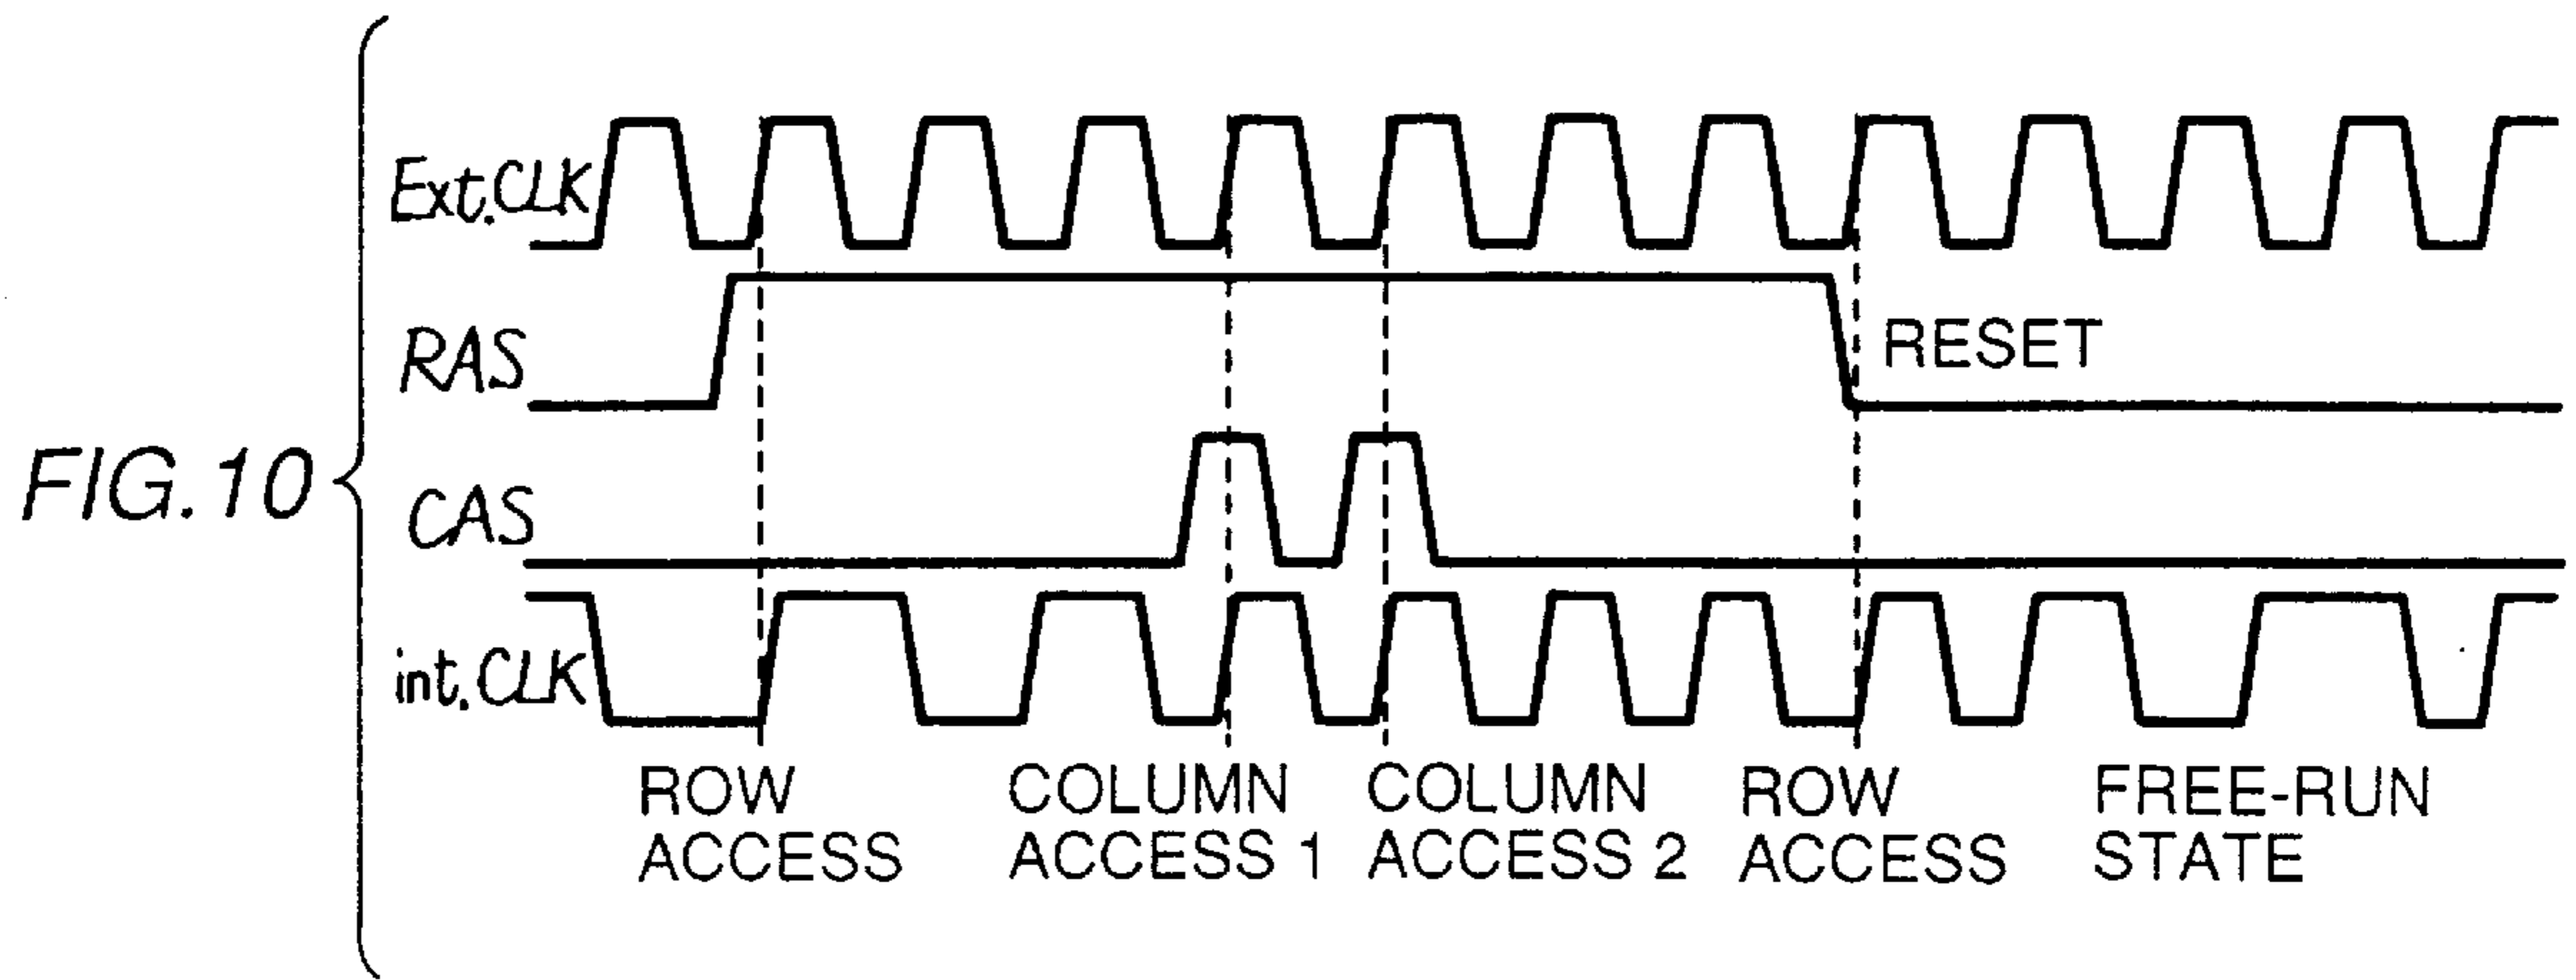 FIG.10
Ext.CLK
RAS
RESET
CAS
int.CLK
ROW
ACCESS
COLUMN
ACCESS 1
COLUMN
ACCESS 2
ROW
ACCESS
FREE-RUN
STATE